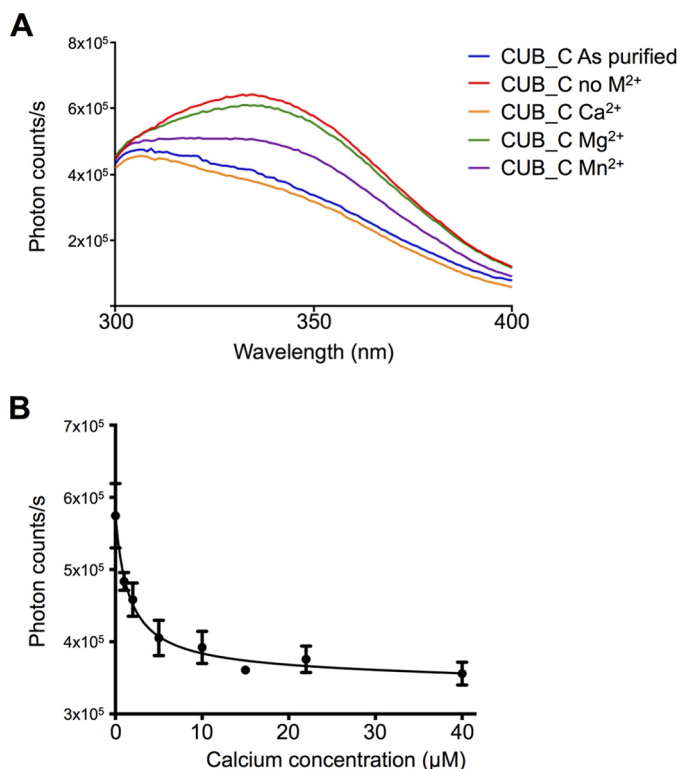 A
8x10⁵
6x10⁵
4x10⁵
2x10⁵
Photon counts/s
300
350
400
Wavelength (nm)
CUB_C As purified
CUB_C no M²⁺
CUB_C Ca²⁺
CUB_C Mg²⁺
CUB_C Mn²⁺
B
7x10⁵
6x10⁵
5x10⁵
4x10⁵
3x10⁵
Photon counts/s
0
10
20
30
40
Calcium concentration (µM)